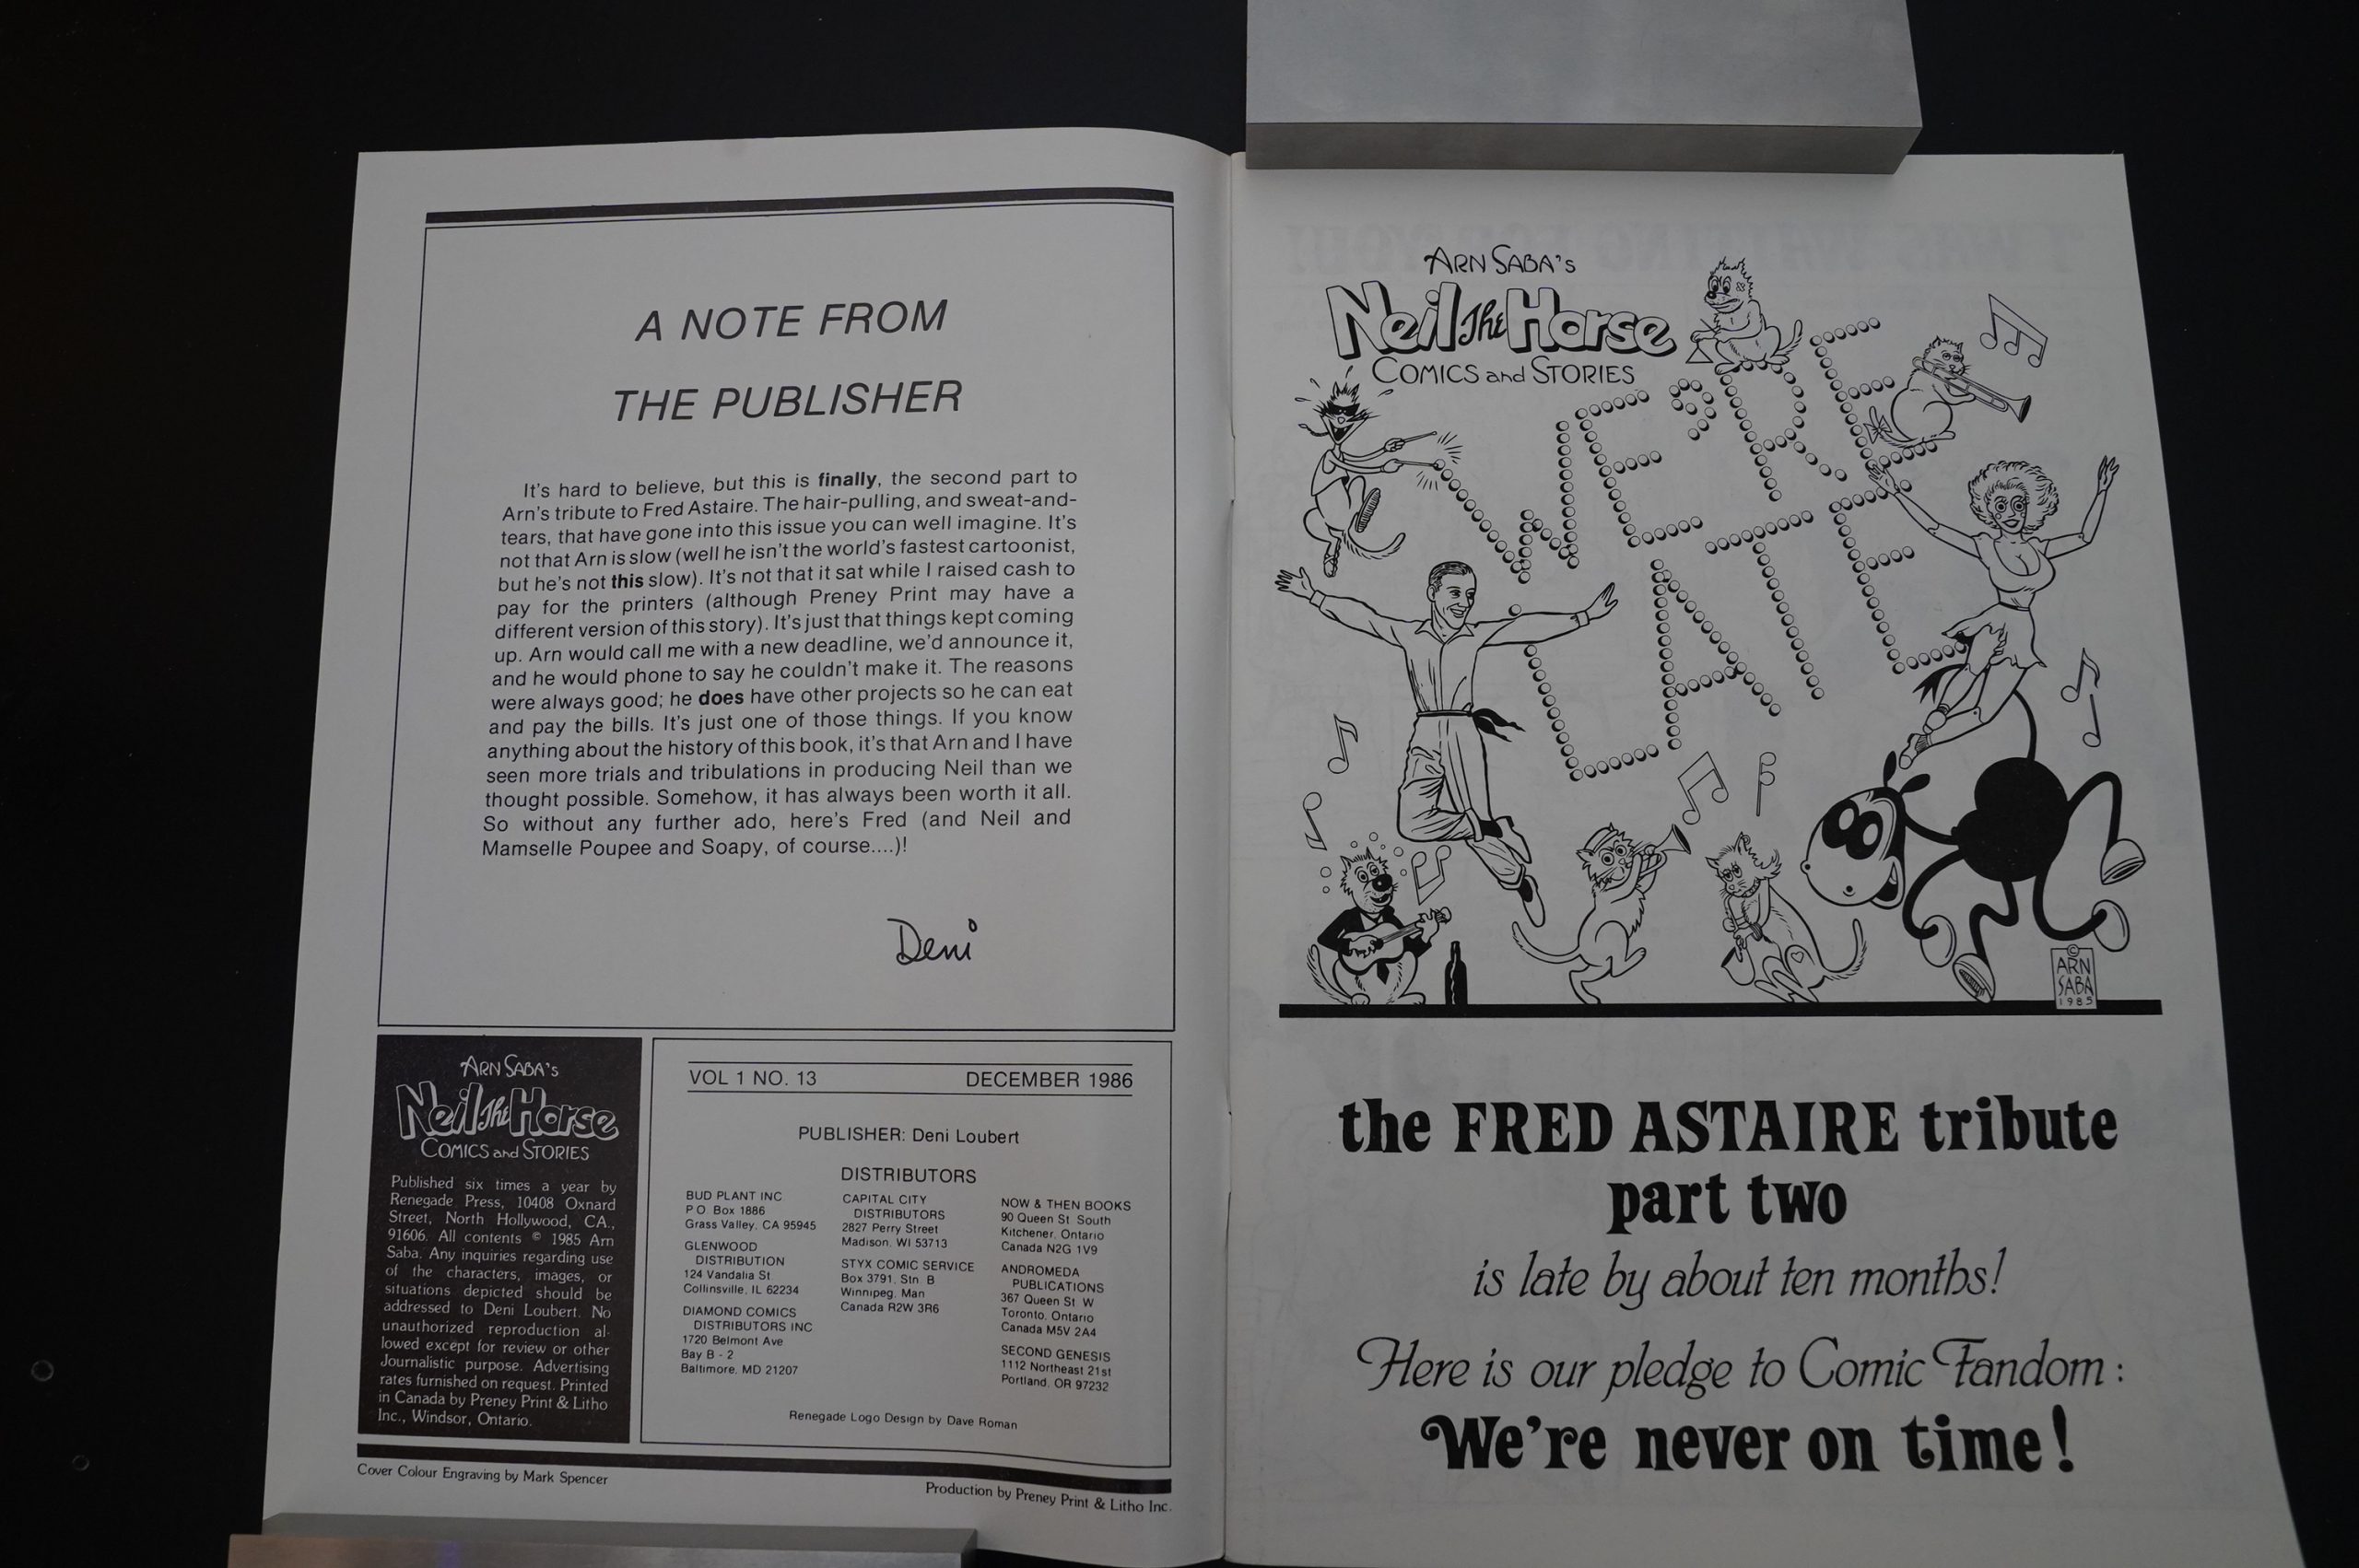 A NOTE FROM
THE PUBLISHER
It's hard to believe, but this is finally, the second part to
Arn's tribute to Fred Astaire. The hair-pulling, and sweat-and-
tears, that have gone into this issue you can well imagine. It's
not that Arn is slow (well he isn't the world's fastest cartoonist,
but he's not this slow). It's not that it sat while I raised cash to
pay for the printers (although Preney Print may have a
different version of this story). It's just that things kept coming
up. Arn would call me with a new deadline, we'd announce it,
and he would phone to say he couldn't make it. The reasons
were always good; he does have other projects so he can eat
and pay the bills. It's just one of those things. If you know
anything about the history of this book, it's that Arn and I have
seen more trials and tribulations in producing Neil than we
thought possible. Somehow, it has always been worth it all.
So without any further ado, here's Fred (and Neil and
Mamselle Poupee and Soapy, of course....)!
Deni
ARN SABA'S
Neil The Horse
COMICS and STORIES
Published six times a year by
Renegade Press, 10408 Oxnard
Street, North Hollywood, CA.,
91606. All contents © 1985 Arn
Saba. Any inquiries regarding use
of the characters, images, or
situations depicted should be
addressed to Deni Loubert. No
unauthorized reproduction al-
lowed except for review or other
Journalistic purpose. Advertising
rates furnished on request. Printed
in Canada by Preney Print & Litho
Inc., Windsor, Ontario.
VOL 1 NO. 13 DECEMBER 1986
PUBLISHER: Deni Loubert
DISTRIBUTORS
BUD PLANT INC
P.O. Box 1886
Grass Valley, CA 95945
GLENWOOD
DISTRIBUTION
124 Vandalia St.
Collinsville, IL 62234
DIAMOND COMICS
DISTRIBUTORS INC
1720 Belmont Ave
Bay B - 2
Baltimore, MD 21207
CAPITAL CITY
DISTRIBUTORS
2827 Perry Street
Madison, WI 53713
STYX COMIC SERVICE
Box 3791, Stn. B
Winnipeg, Man
Canada R2W 3R6
NOW & THEN BOOKS
90 Queen St. South
Kitchener, Ontario
Canada N2G 1V9
ANDROMEDA
PUBLICATIONS
367 Queen St. W
Toronto, Ontario
Canada M5V 2A4
SECOND GENESIS
1112 Northeast 21st
Portland, OR 97232
Renegade Logo Design by Dave Roman
Cover Colour Engraving by Mark Spencer
Production by Preney Print & Litho Inc.
ARN SABA'S
Neil The Horse
COMICS and STORIES
WE'RE
LATE
© ARN
SABA
1985
the FRED ASTAIRE tribute
part two
is late by about ten months!
Here is our pledge to Comic Fandom:
We're never on time!